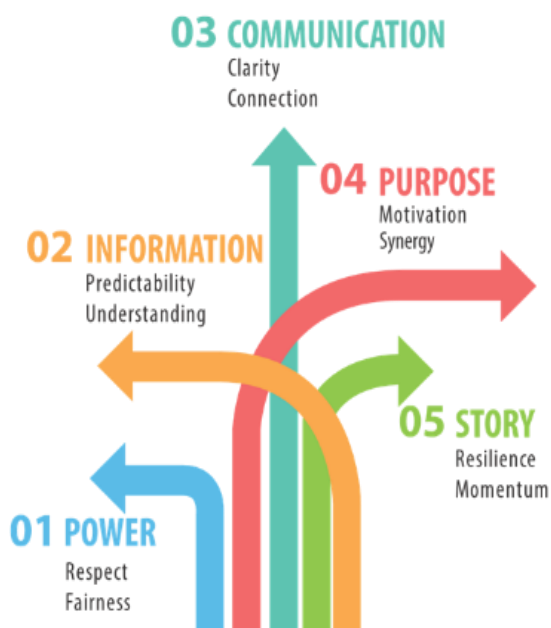 03 COMMUNICATION
Clarity
Connection
04 PURPOSE
Motivation
Synergy
02 INFORMATION
Predictability
Understanding
05 STORY
Resilience
Momentum
01 POWER
Respect
Fairness